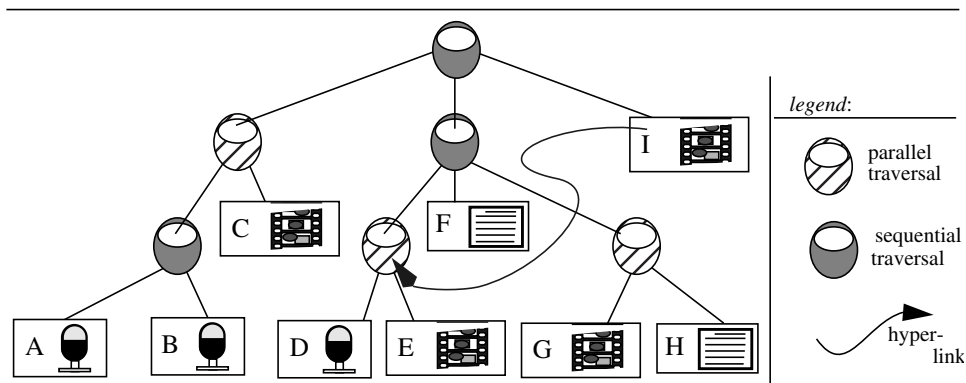 I
C
F
A
B
D
E
G
H
legend:
parallel
traversal
sequential
traversal
hyper-
link